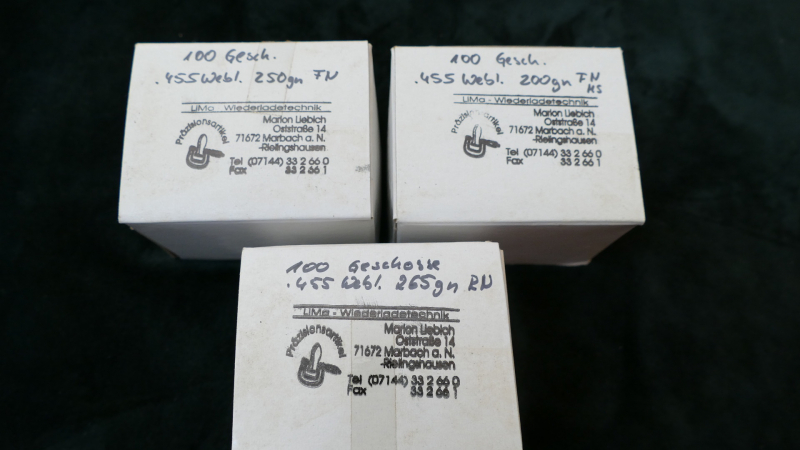 100 Gesch.
.455 Webl. 250gn FN
LiMa - Wiederladetechnik
Präzisionsartikel
Marion Liebich
Oststraße 14
71672 Marbach a. N.
-Rielingshausen
Tel (07144) 33 2 66 0
Fax 33 2 66 1
100 Gesch.
.455 Webl. 200gn FN
HS
LiMa - Wiederladetechnik
Präzisionsartikel
Marion Liebich
Oststraße 14
71672 Marbach a. N.
-Rielingshausen
Tel (07144) 33 2 66 0
Fax 33 2 66 1
100 Geschosse
.455 Webl. 265gn RN
LiMa - Wiederladetechnik
Präzisionsartikel
Marion Liebich
Oststraße 14
71672 Marbach a. N.
-Rielingshausen
Tel (07144) 33 2 66 0
Fax 33 2 66 1